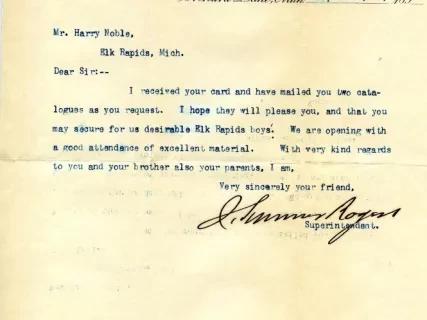 Mr. Harry Noble,
Elk Rapids, Mich.
Dear Sir:--
I received your card and have mailed you two cata-
logues as you request. I hope they will please you, and that you
may secure for us desirable Elk Rapids boys. We are opening with
a good attendence of excellent material. With very kind regards
to you and your brother also your parents, I am,
Very sincerely your friend,
J. Sumner Rogers
Superintendent.